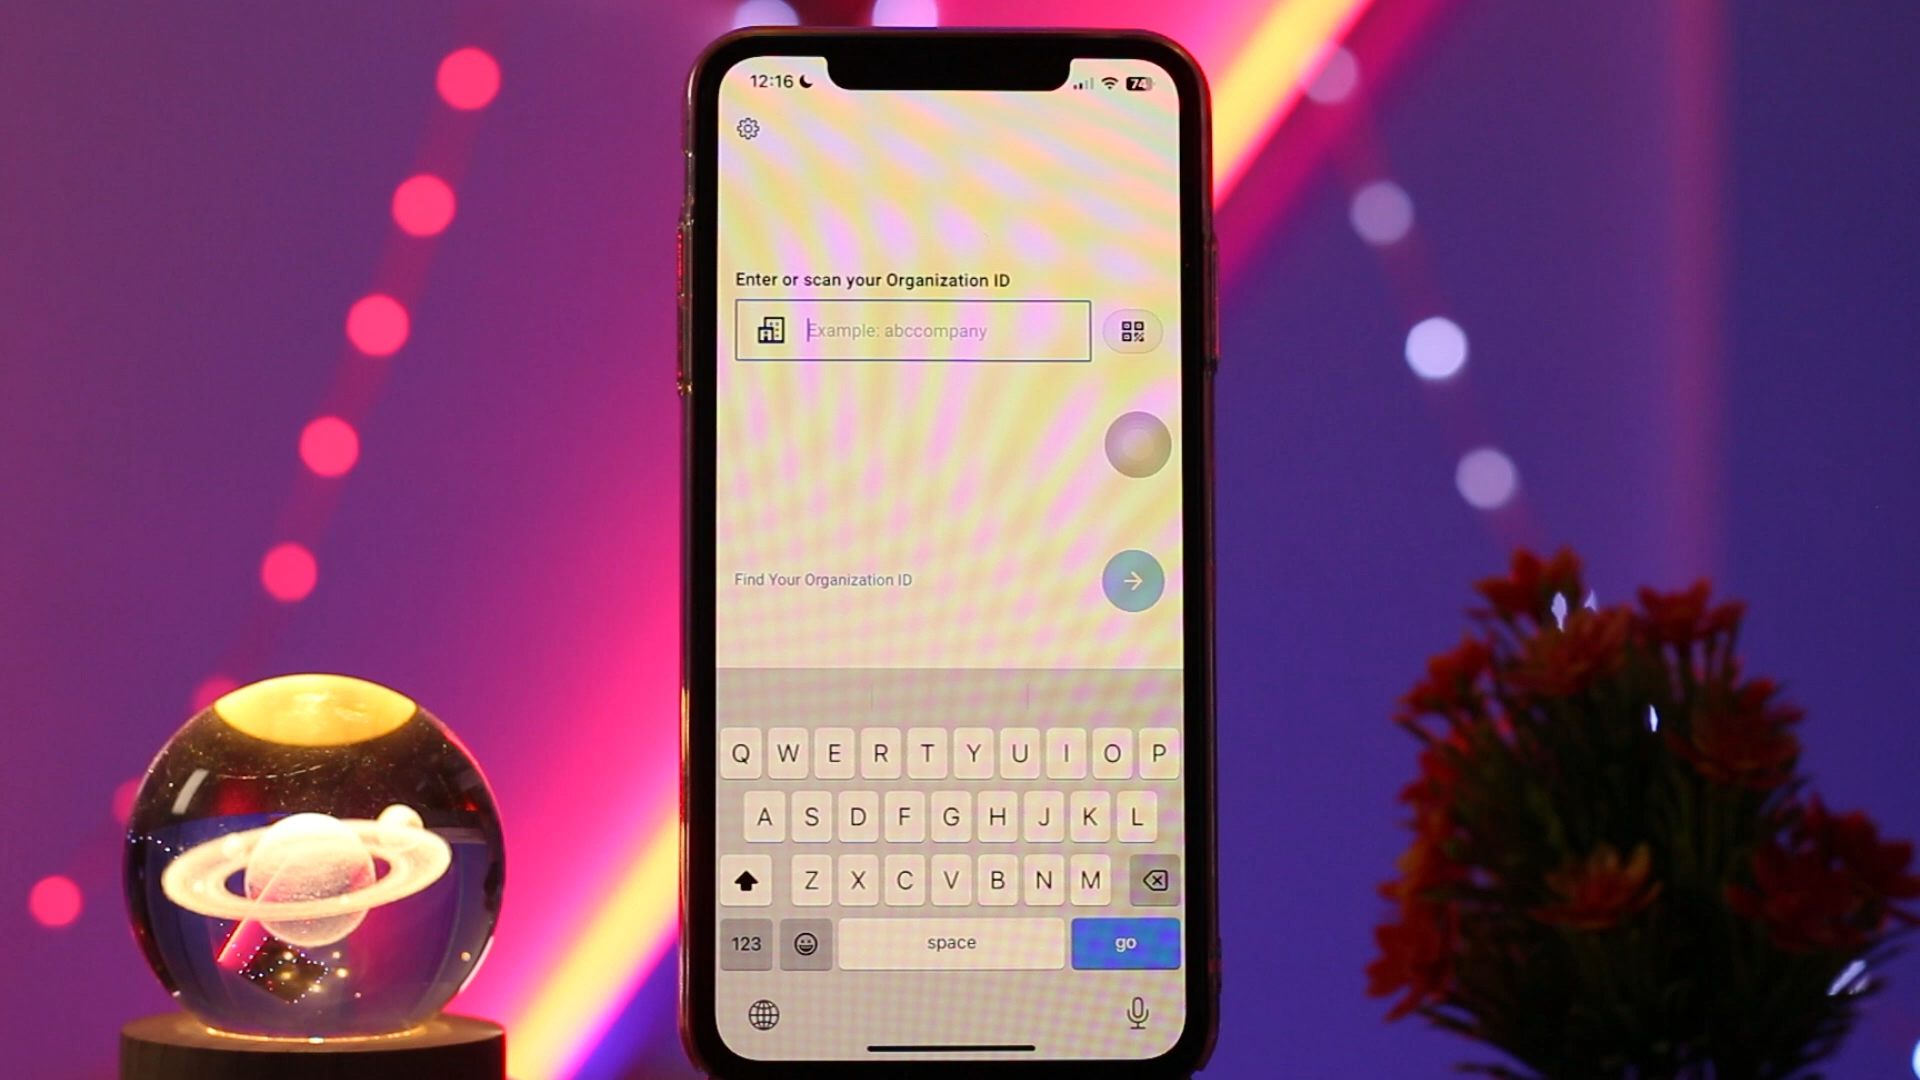 12:16
74
Enter or scan your Organization ID
Example: abccompany
Find Your Organization ID
Q W E R T Y U I O P
A S D F G H J K L
Z X C V B N M
123 space go